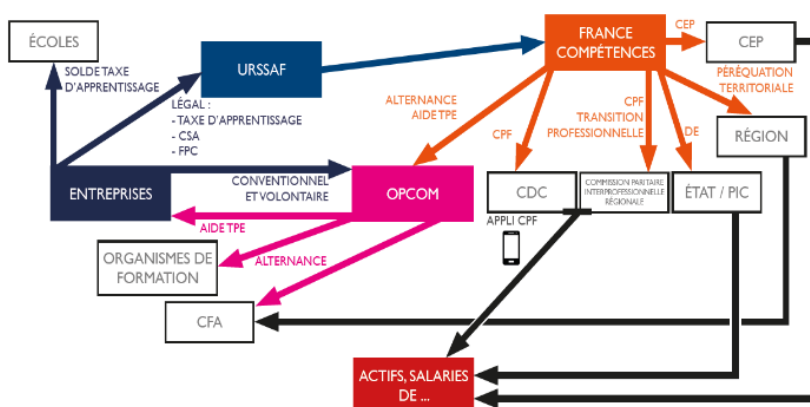 ÉCOLES
SOLDE TAXE
D'APPRENTISSAGE
URSSAF
FRANCE
COMPÉTENCES
CEP
CEP
PÉRÉQUATION
TERRITORIALE
LÉGAL :
- TAXE D'APPRENTISSAGE
- CSA
- FPC
ALTERNANCE
AIDE TPE
CPF
CPF
TRANSITION
PROFESSIONNELLE
DE
RÉGION
ENTREPRISES
CONVENTIONNEL
ET VOLONTAIRE
OPCOM
CDC
COMMISSION PARITAIRE
INTERPROFESSIONNELLE
RÉGIONALE
ÉTAT / PIC
AIDE TPE
APPLI CPF
ORGANISMES DE
FORMATION
ALTERNANCE
CFA
ACTIFS, SALARIES
DE ...